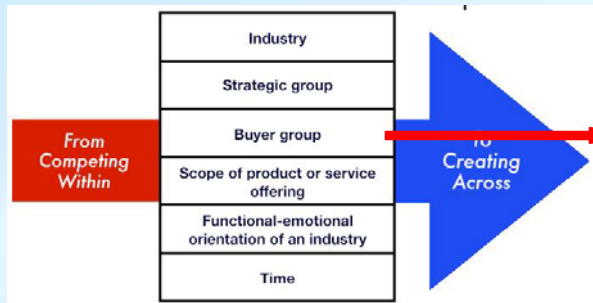 Industry
Strategic group
Buyer group
Scope of product or service
offering
Functional-emotional
orientation of an industry
Time
From
Competing
Within
To
Creating
Across